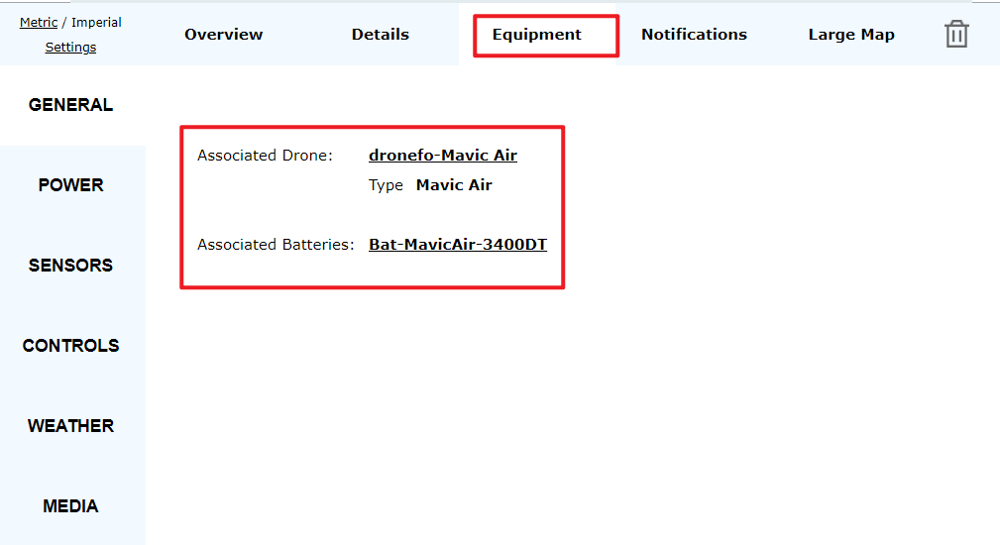 Metric / Imperial
Settings
Overview
Details
Equipment
Notifications
Large Map
GENERAL
POWER
SENSORS
CONTROLS
WEATHER
MEDIA
Associated Drone: dronefo-Mavic Air
Type Mavic Air
Associated Batteries: Bat-MavicAir-3400DT